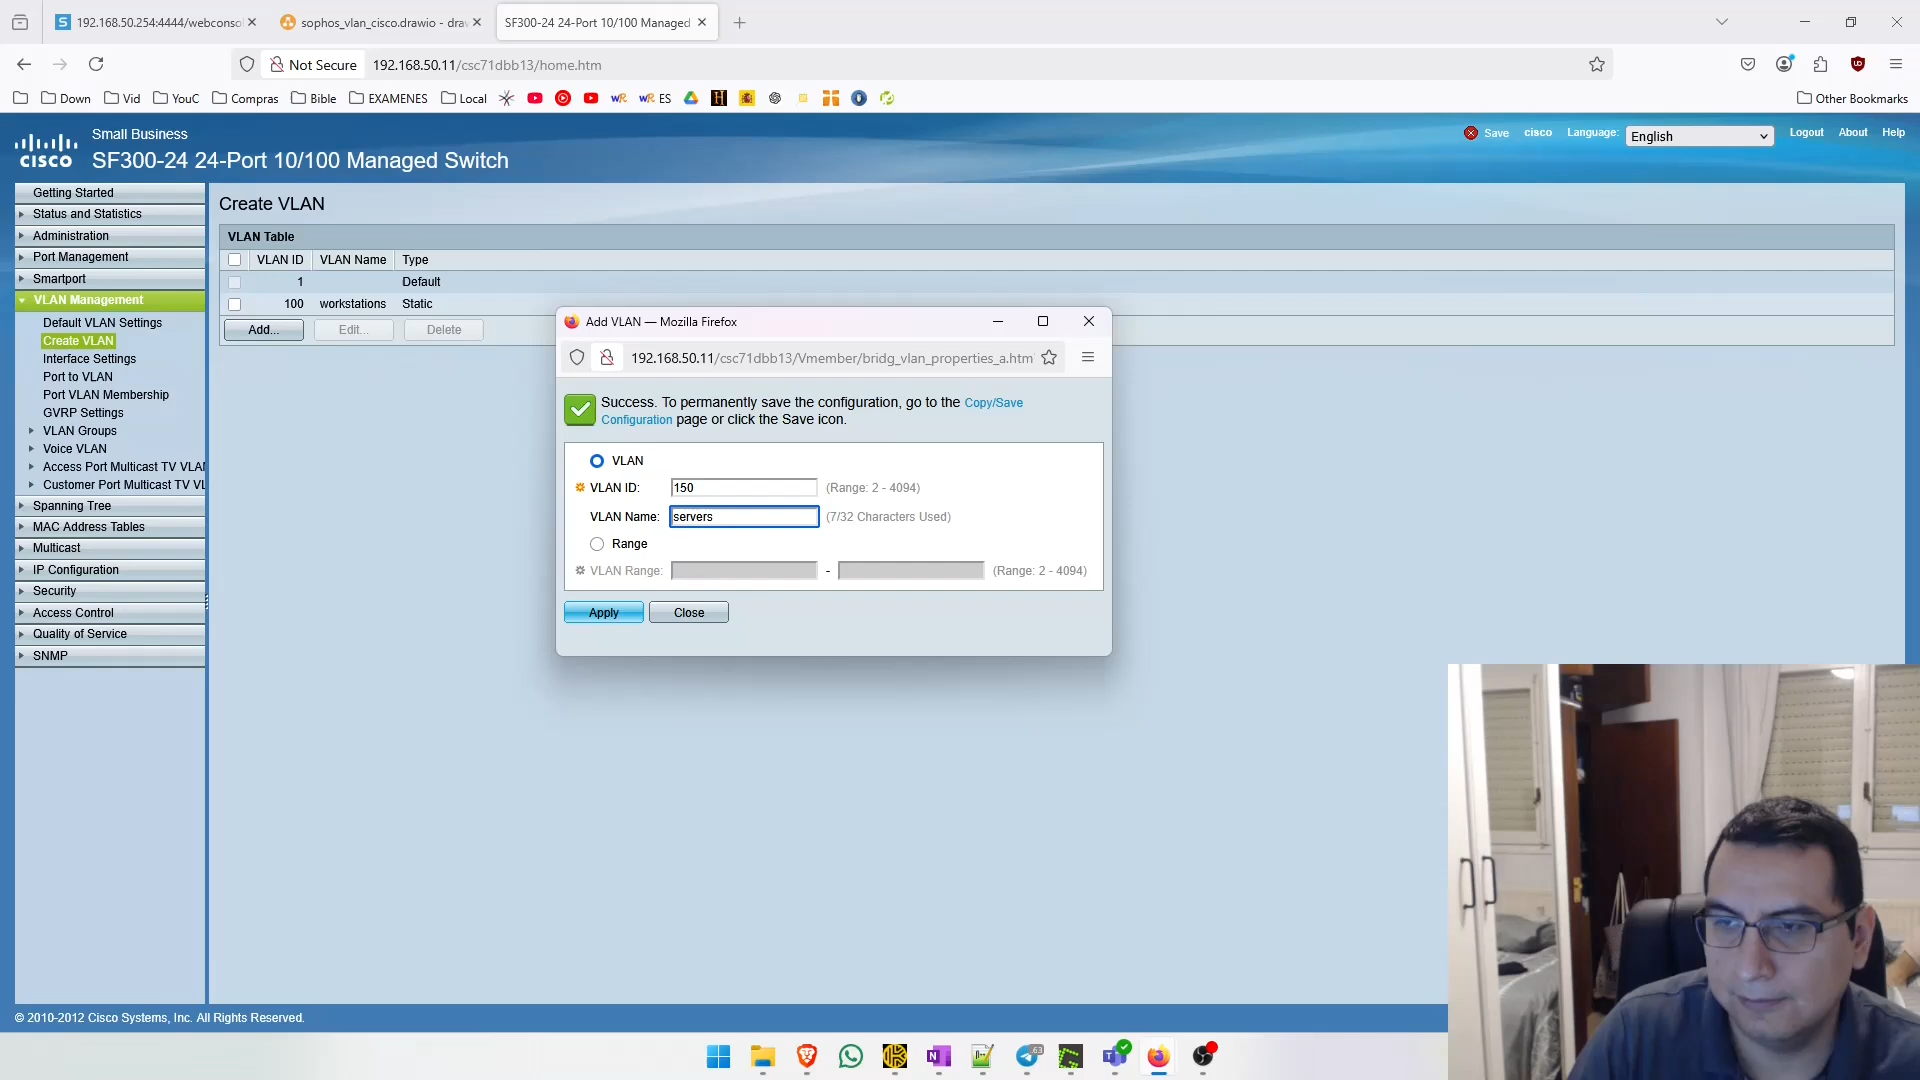 192.168.50.254:4444/webconso
sophos_vlan_cisco.drawio - draw
SF300-24 24-Port 10/100 Managed
Not Secure
192.168.50.11/csc71dbb13/home.htm
Down
Vid
YouC
Compras
Bible
EXAMENES
Local
WR
WR ES
Other Bookmarks
CISCO
Small Business
SF300-24 24-Port 10/100 Managed Switch
Save
cisco
Language:
English
Logout
About
Help
Getting Started
Status and Statistics
Administration
Port Management
Smartport
VLAN Management
Default VLAN Settings
Create VLAN
Interface Settings
Port to VLAN
Port VLAN Membership
GVRP Settings
VLAN Groups
Voice VLAN
Access Port Multicast TV VLAN
Customer Port Multicast TV VL
Spanning Tree
MAC Address Tables
Multicast
IP Configuration
Security
Access Control
Quality of Service
SNMP
Create VLAN
VLAN Table
VLAN ID VLAN Name Type
1 Default
100 workstations Static
Add... Edit... Delete
Add VLAN — Mozilla Firefox
192.168.50.11/csc71dbb13/Vmember/bridg_vlan_properties_a.htm
Success. To permanently save the configuration, go to the Copy/Save
Configuration page or click the Save icon.
VLAN
VLAN ID: 150 (Range: 2 - 4094)
VLAN Name: servers (7/32 Characters Used)
Range
VLAN Range: - (Range: 2 - 4094)
Apply Close
© 2010-2012 Cisco Systems, Inc. All Rights Reserved.